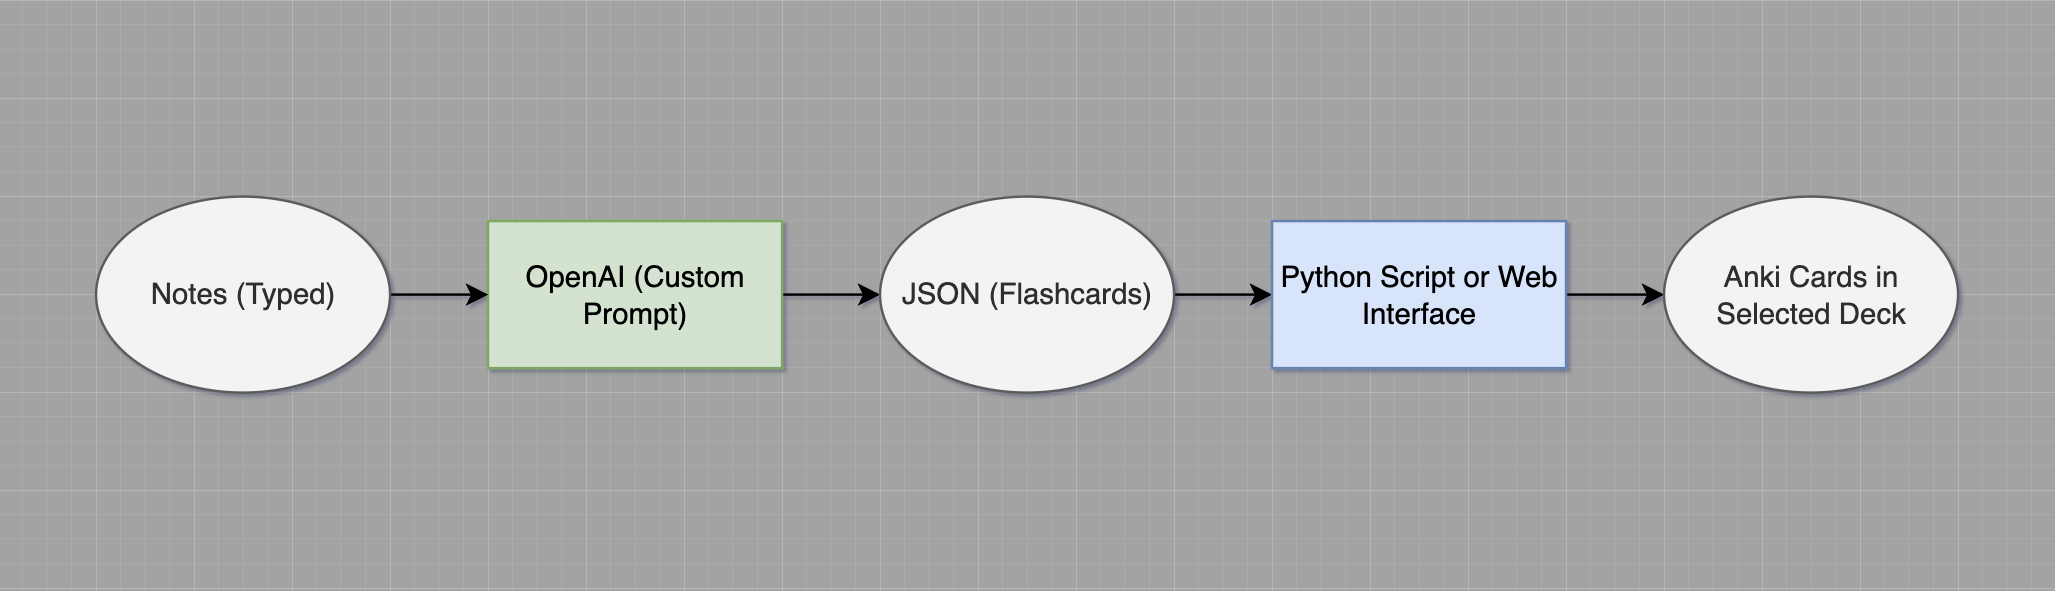 Notes (Typed)
OpenAI (Custom
Prompt)
JSON (Flashcards)
Python Script or Web
Interface
Anki Cards in
Selected Deck